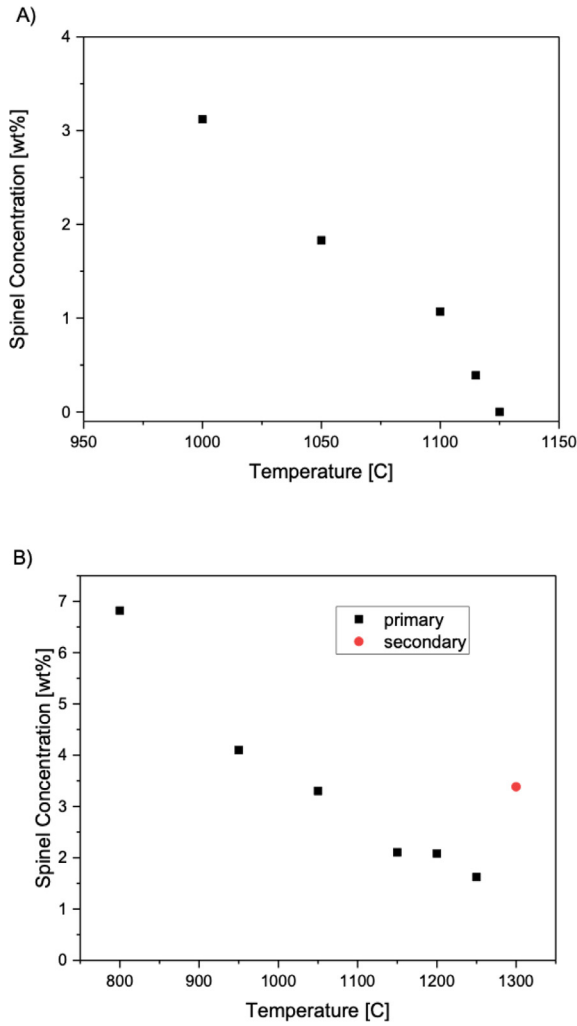 A)
Spinel Concentration [wt%]
4
3
2
1
0
950 1000 1050 1100 1150
Temperature [C]
B)
Spinel Concentration [wt%]
7
6
5
4
3
2
1
0
primary
secondary
800 900 1000 1100 1200 1300
Temperature [C]